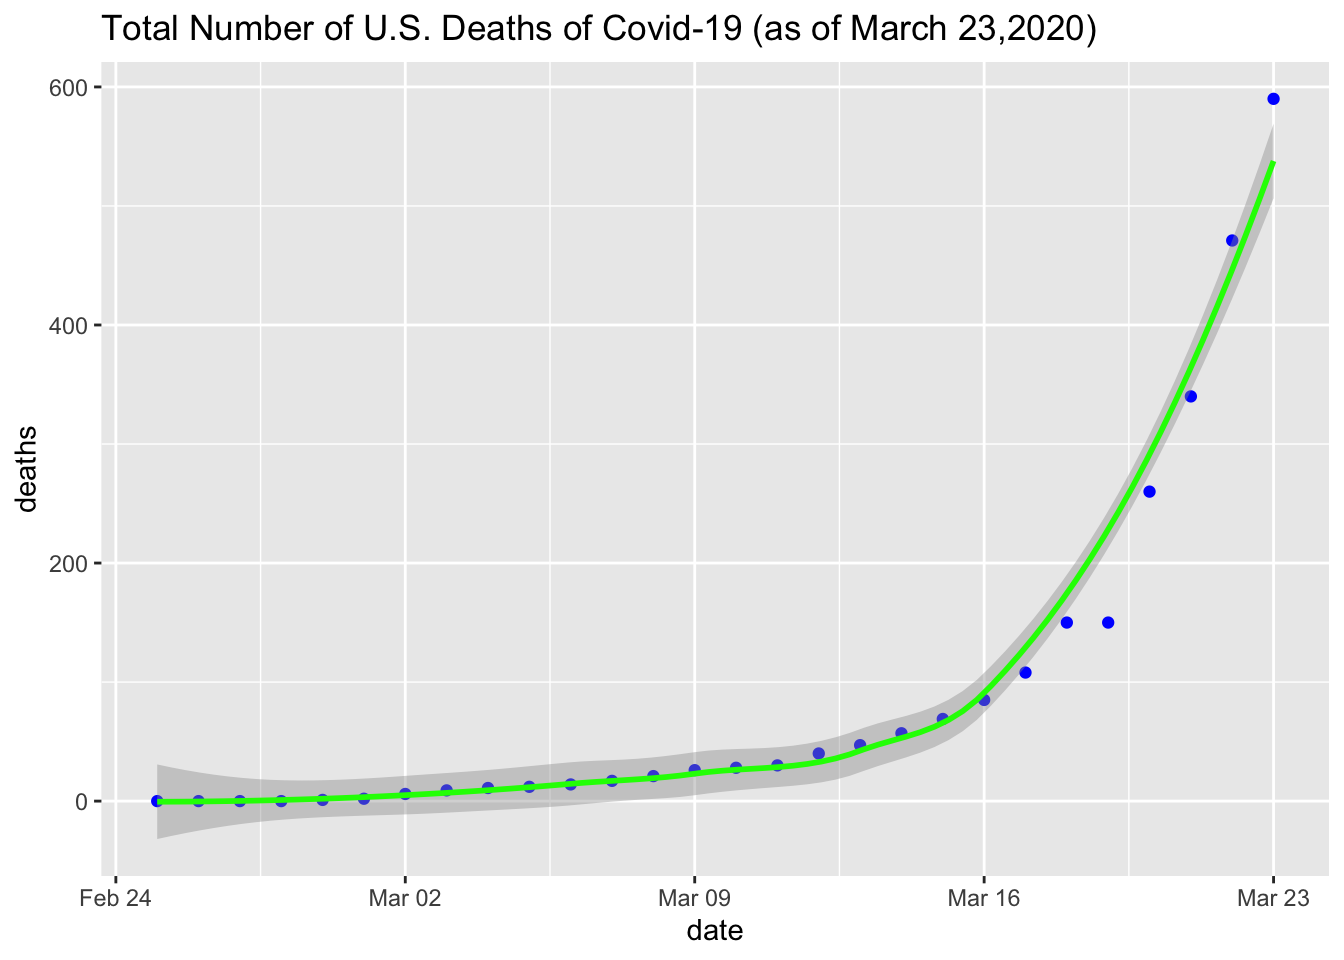 Total Number of U.S. Deaths of Covid-19 (as of March 23,2020)
600
400
200
0
deaths
Feb 24 Mar 02 Mar 09 Mar 16 Mar 23
date